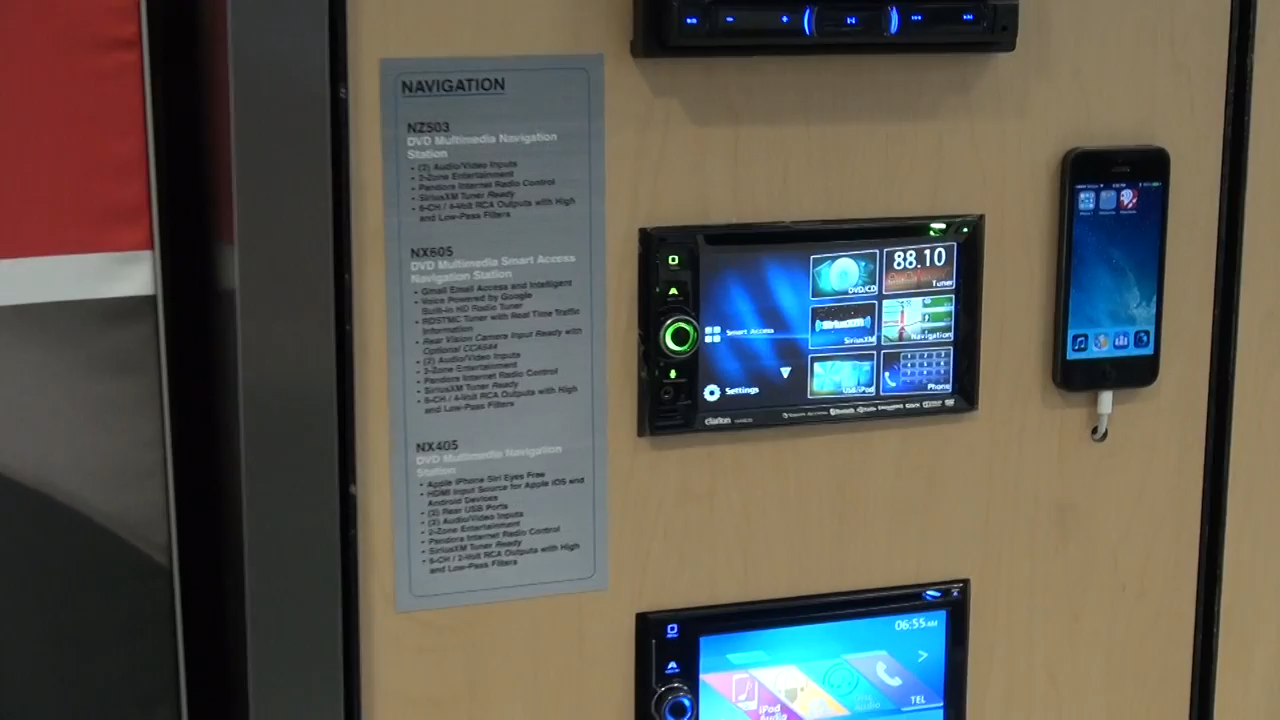 NAVIGATION
NZ503
DVD Multimedia Navigation
Station
• (2) Audio/Video Inputs
• 2-Zone Entertainment
• Pandora Internet Radio Control
• SiriusXM Tuner Ready
• 6-CH / 4-Volt RCA Outputs with High
and Low-Pass Filters
NX605
DVD Multimedia Smart Access
Navigation Station
• Gmail Email Access and Intelligent
Voice Powered by Google
Built-in HD Radio Tuner
• RDSTMC Tuner with Real Time Traffic
Information
• Rear Vision Camera Input Ready with
Optional
• (2) Audio/Video Inputs
• 2-Zone Entertainment
• Pandora Internet Radio Control
• SiriusXM Tuner Ready
• 6-CH / 4-Volt RCA Outputs with High
and Low-Pass Filters
NX405
DVD Multimedia Navigation
Station
• Apple iPhone Siri Eyes Free
• HDMI Input Source for Apple iOS and
Android Devices
• (2) Rear USB Ports
• (2) Audio/Video Inputs
• 2-Zone Entertainment
• Pandora Internet Radio Control
• SiriusXM Tuner Ready
• 6-CH / 2-Volt RCA Outputs with High
and Low-Pass Filters
DVD/CD
88.10
Tuner
Smart Access
SiriusXM
Navigation
Settings
USB/iPod
Phone
clarion
06:55 AM
iPod
Audio
TEL